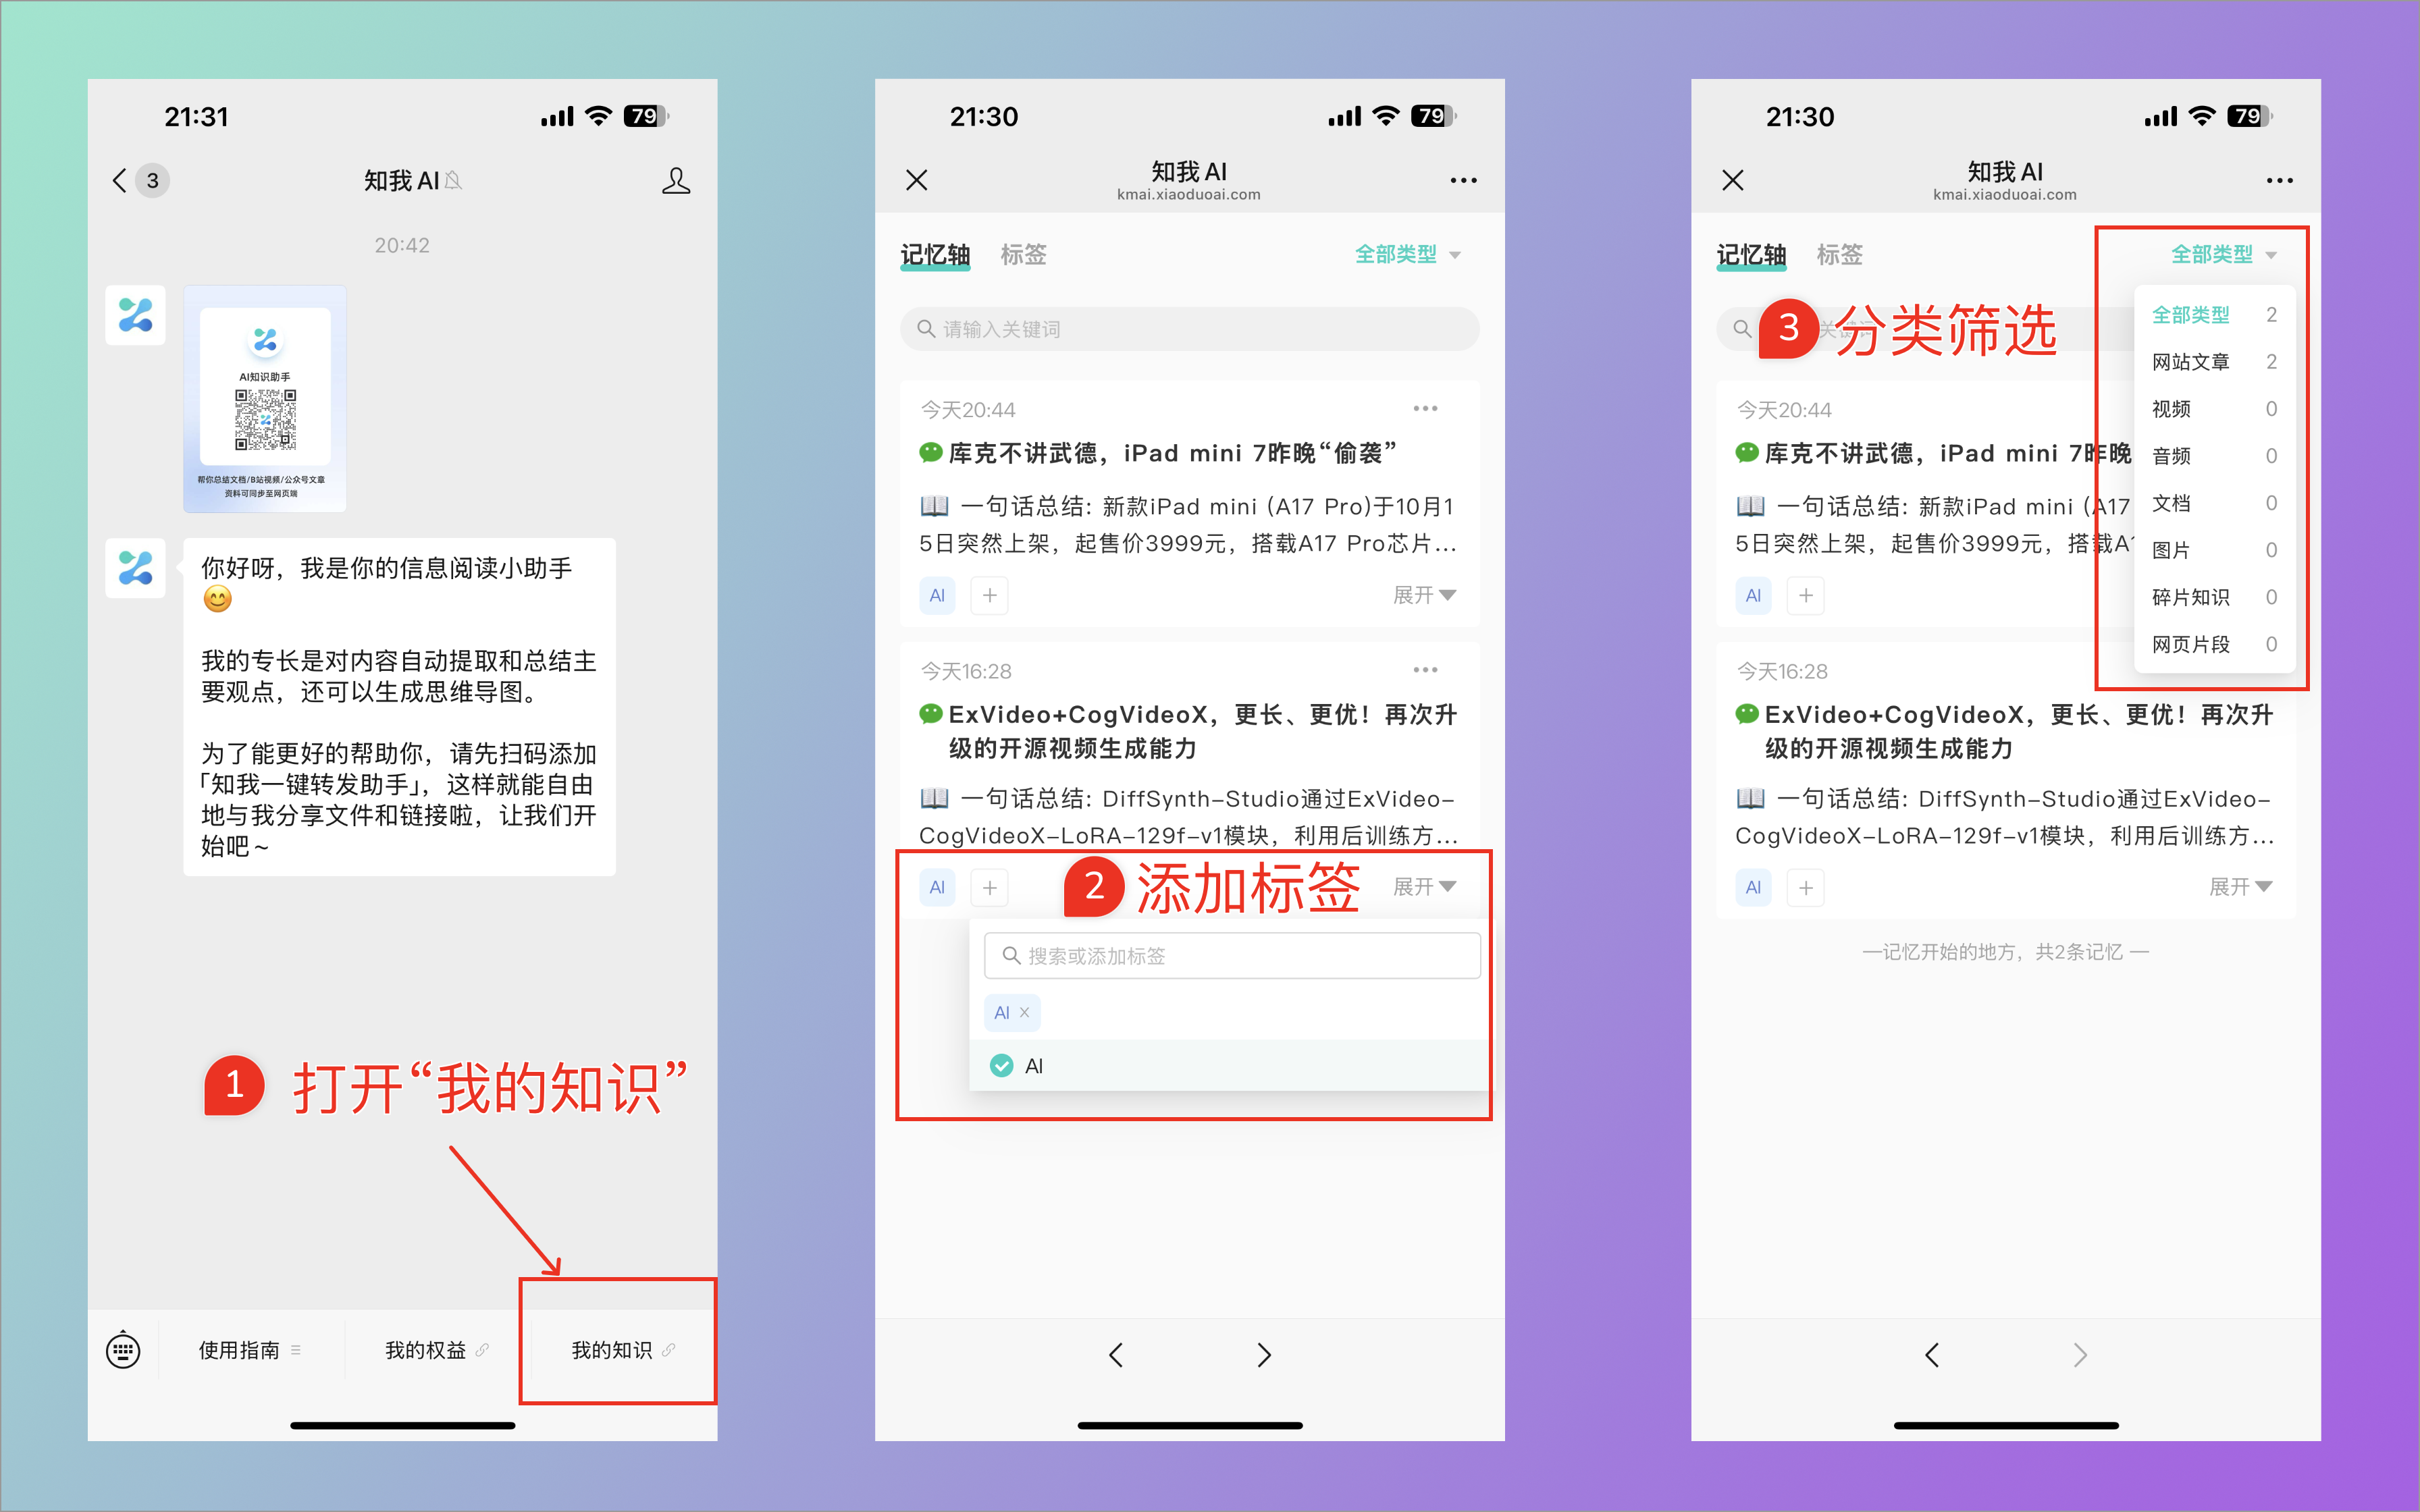 21:31
79
3
知我 AI
20:42
AI知识助手
帮你总结文档/B站视频/公众号文章
资料可同步至网页端
你好呀，我是你的信息阅读小助手
😊
我的专长是对内容自动提取和总结主
要观点，还可以生成思维导图。
为了能更好的帮助你，请先扫码添加
「知我一键转发助手」，这样就能自由
地与我分享文件和链接啦，让我们开
始吧~
1 打开“我的知识”
使用指南
我的权益
我的知识
21:30
79
知我 AI
kmai.xiaoduoai.com
记忆轴 标签 全部类型
请输入关键词
今天20:44
库克不讲武德，iPad mini 7昨晚“偷袭”
📖 一句话总结: 新款iPad mini (A17 Pro)于10月1
5日突然上架，起售价3999元，搭载A17 Pro芯片...
AI + 展开
今天16:28
ExVideo+CogVideoX，更长、更优！再次升
级的开源视频生成能力
📖 一句话总结: DiffSynth-Studio通过ExVideo-
CogVideoX-LoRA-129f-v1模块，利用后训练方...
AI + 2 添加标签 展开
搜索或添加标签
AI ×
AI
21:30
79
知我 AI
kmai.xiaoduoai.com
记忆轴 标签 全部类型
3 分类筛选
全部类型 2
网站文章 2
视频 0
音频 0
文档 0
图片 0
碎片知识 0
网页片段 0
今天20:44
库克不讲武德，iPad mini 7昨晚
📖 一句话总结: 新款iPad mini (A17
5日突然上架，起售价3999元，搭载A1
AI +
今天16:28
ExVideo+CogVideoX，更长、更优！再次升
级的开源视频生成能力
📖 一句话总结: DiffSynth-Studio通过ExVideo-
CogVideoX-LoRA-129f-v1模块，利用后训练方...
AI + 展开
—记忆开始的地方，共2条记忆 —